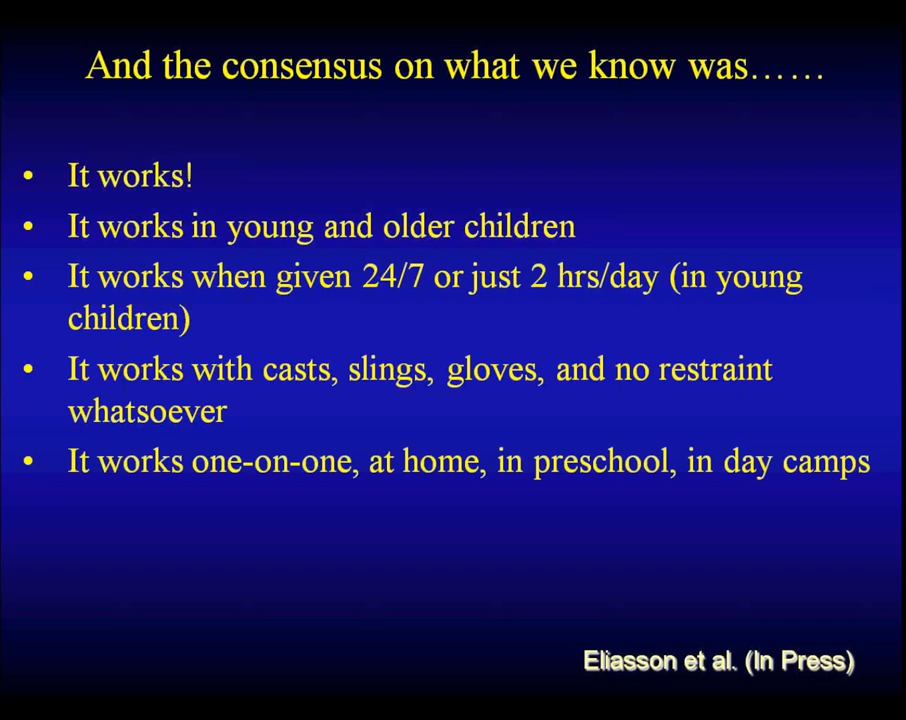 And the consensus on what we know was……
• It works!
• It works in young and older children
• It works when given 24/7 or just 2 hrs/day (in young
children)
• It works with casts, slings, gloves, and no restraint
whatsoever
• It works one-on-one, at home, in preschool, in day camps
Eliasson et al. (In Press)